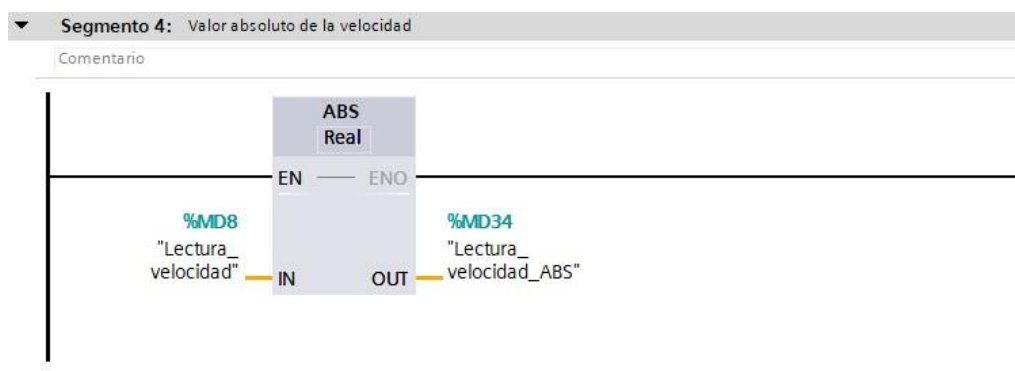 Segmento 4: Valor absoluto de la velocidad
Comentario
ABS
Real
EN ENO
%MD8
"Lectura_
velocidad"
IN
%MD34
"Lectura_
velocidad_ABS"
OUT